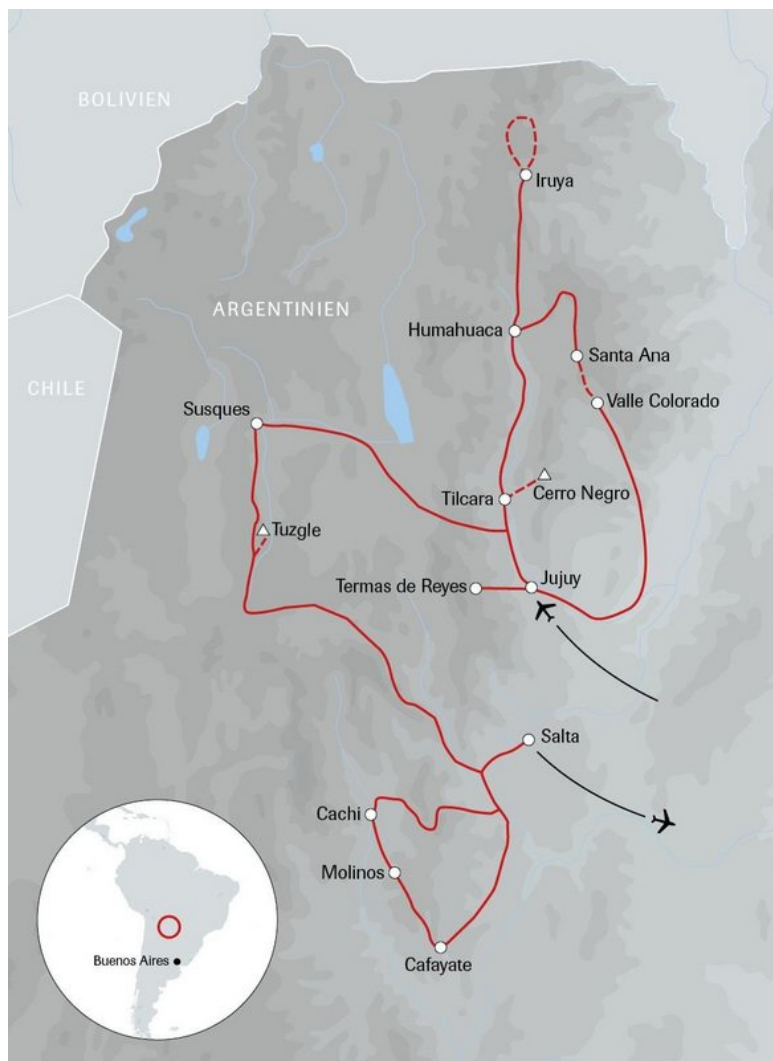 BOLIVIEN
Iruya
ARGENTINIEN
Humahuaca
Santa Ana
CHILE
Valle Colorado
Susques
Tilcara
Cerro Negro
Tuzgle
Termas de Reyes
Jujuy
Salta
Cachi
Molinos
Cafayate
Buenos Aires